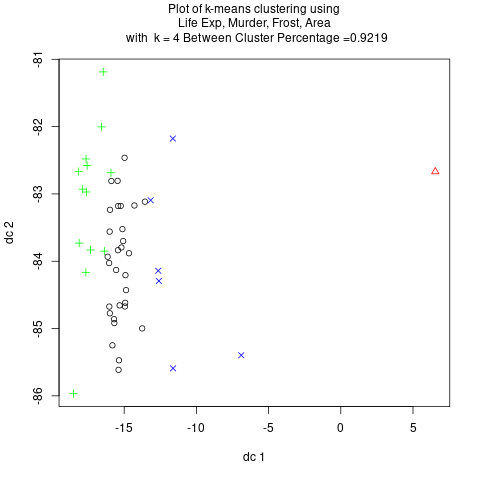 Plot of k-means clustering using
Life Exp, Murder, Frost, Area
with  k = 4 Between Cluster Percentage =0.9219
-81
-82
-83
-84
-85
-86
dc 2
-15
-10
-5
0
5
dc 1